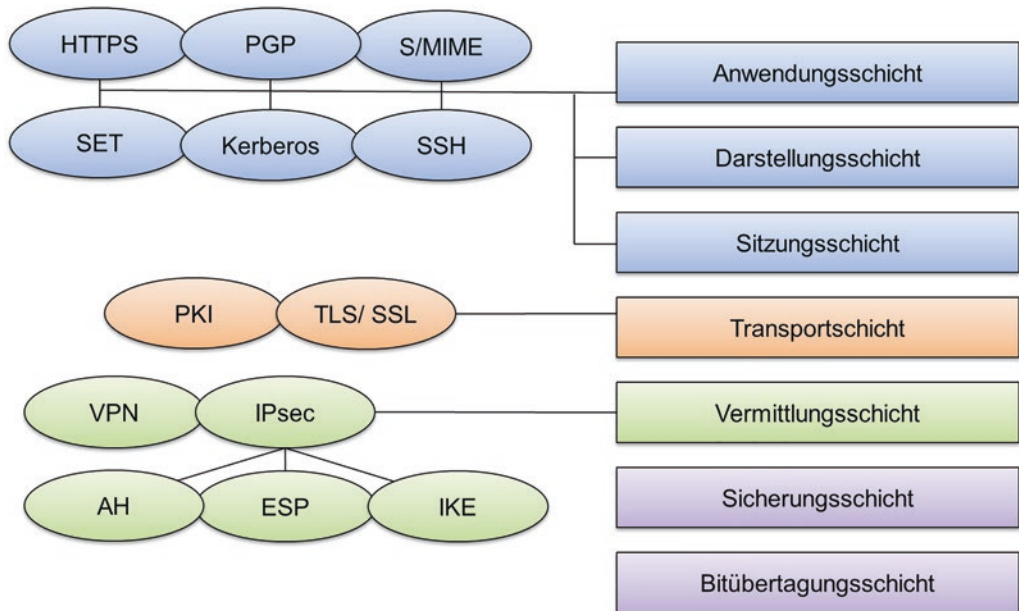 HTTPS
PGP
S/MIME
Anwendungsschicht
SET
Kerberos
SSH
Darstellungsschicht
Sitzungsschicht
PKI
TLS/ SSL
Transportschicht
VPN
IPsec
Vermittlungsschicht
AH
ESP
IKE
Sicherungsschicht
Bitübertagungsschicht